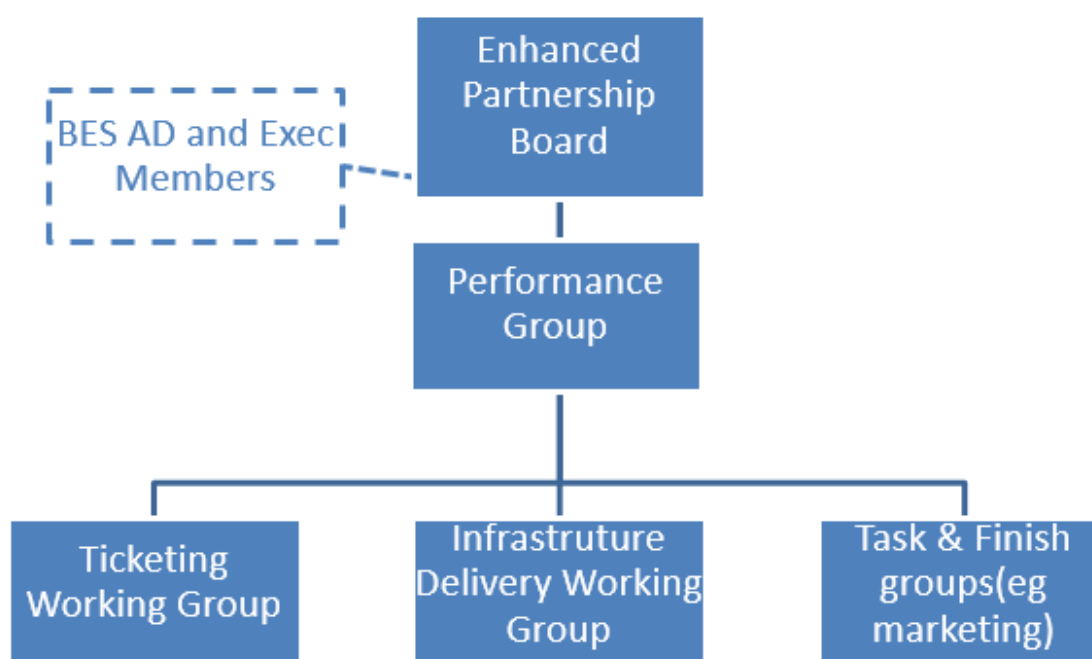 Enhanced
Partnership
Board
BES AD and Exec
Members
Performance
Group
Ticketing
Working Group
Infrastruture
Delivery Working
Group
Task & Finish
groups(eg
marketing)